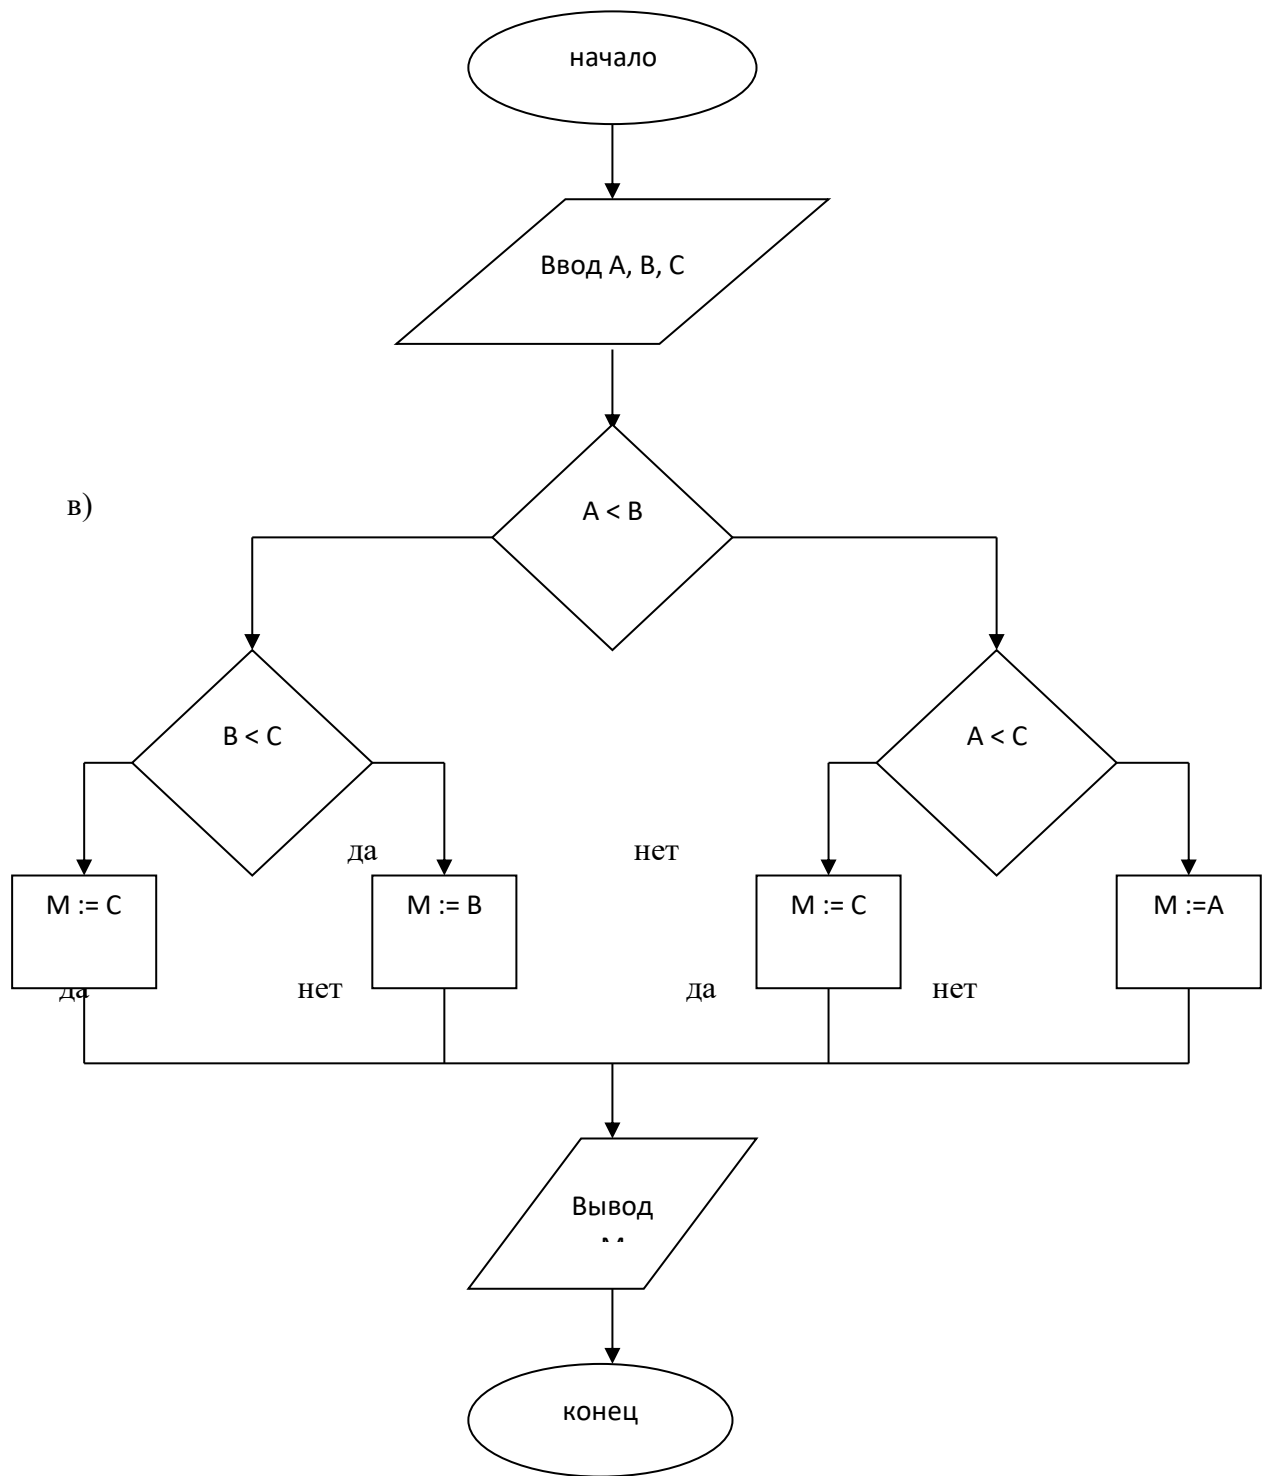 начало
Ввод A, B, C
в)
A < B
B < C
A < C
да
нет
M := C
M := B
M := C
M :=A
да
нет
да
нет
Вывод
M
конец